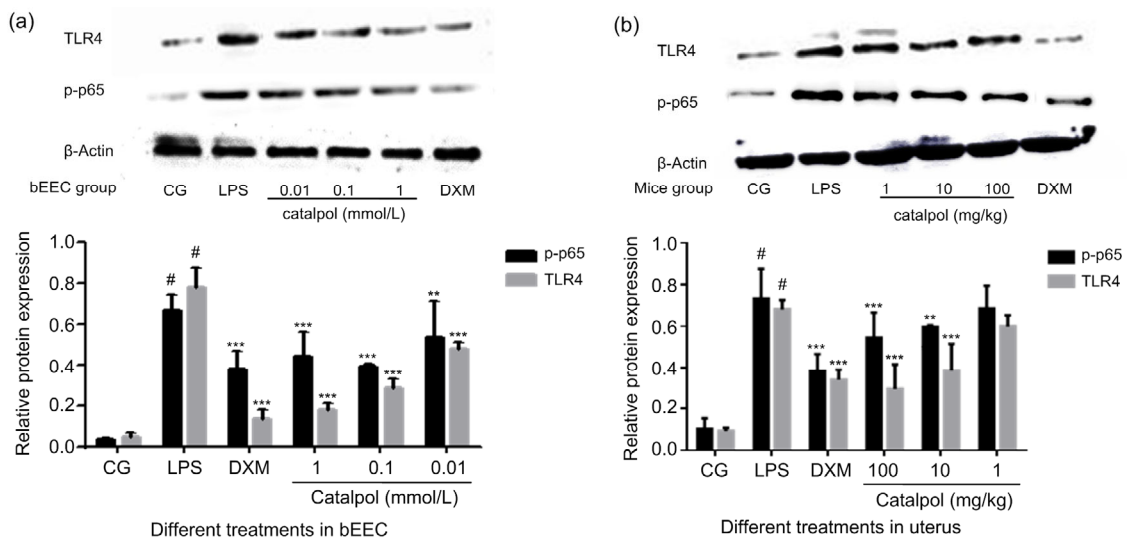 (a)
TLR4
p-p65
β-Actin
bEEC group CG LPS 0.01 0.1 1 DXM
catalpol (mmol/L)
1.0
0.8
0.6
0.4
0.2
0.0
Relative protein expression
# #
*** *** *** *** *** *** ** ***
p-p65
TLR4
CG LPS DXM 1 0.1 0.01
Catalpol (mmol/L)
Different treatments in bEEC
(b)
TLR4
p-p65
β-Actin
Mice group CG LPS 1 10 100 DXM
catalpol (mg/kg)
1.0
0.8
0.6
0.4
0.2
0.0
Relative protein expression
# #
*** *** *** *** ** ***
p-p65
TLR4
CG LPS DXM 100 10 1
Catalpol (mg/kg)
Different treatments in uterus